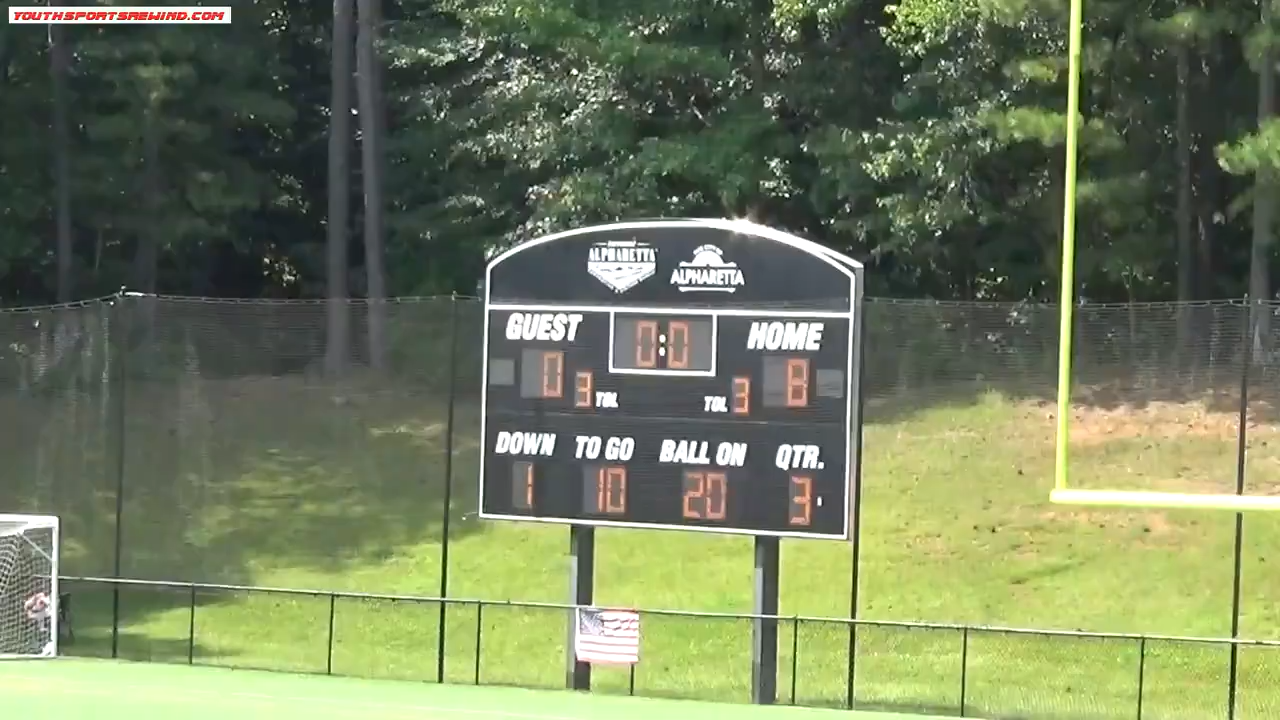 YOUTHSPORTSREWIND.COM
ALPHARETTA
ALPHARETTA
GUEST 0:0 HOME
0 3 TOL TOL 3 8
DOWN TO GO BALL ON QTR.
1 10 20 3